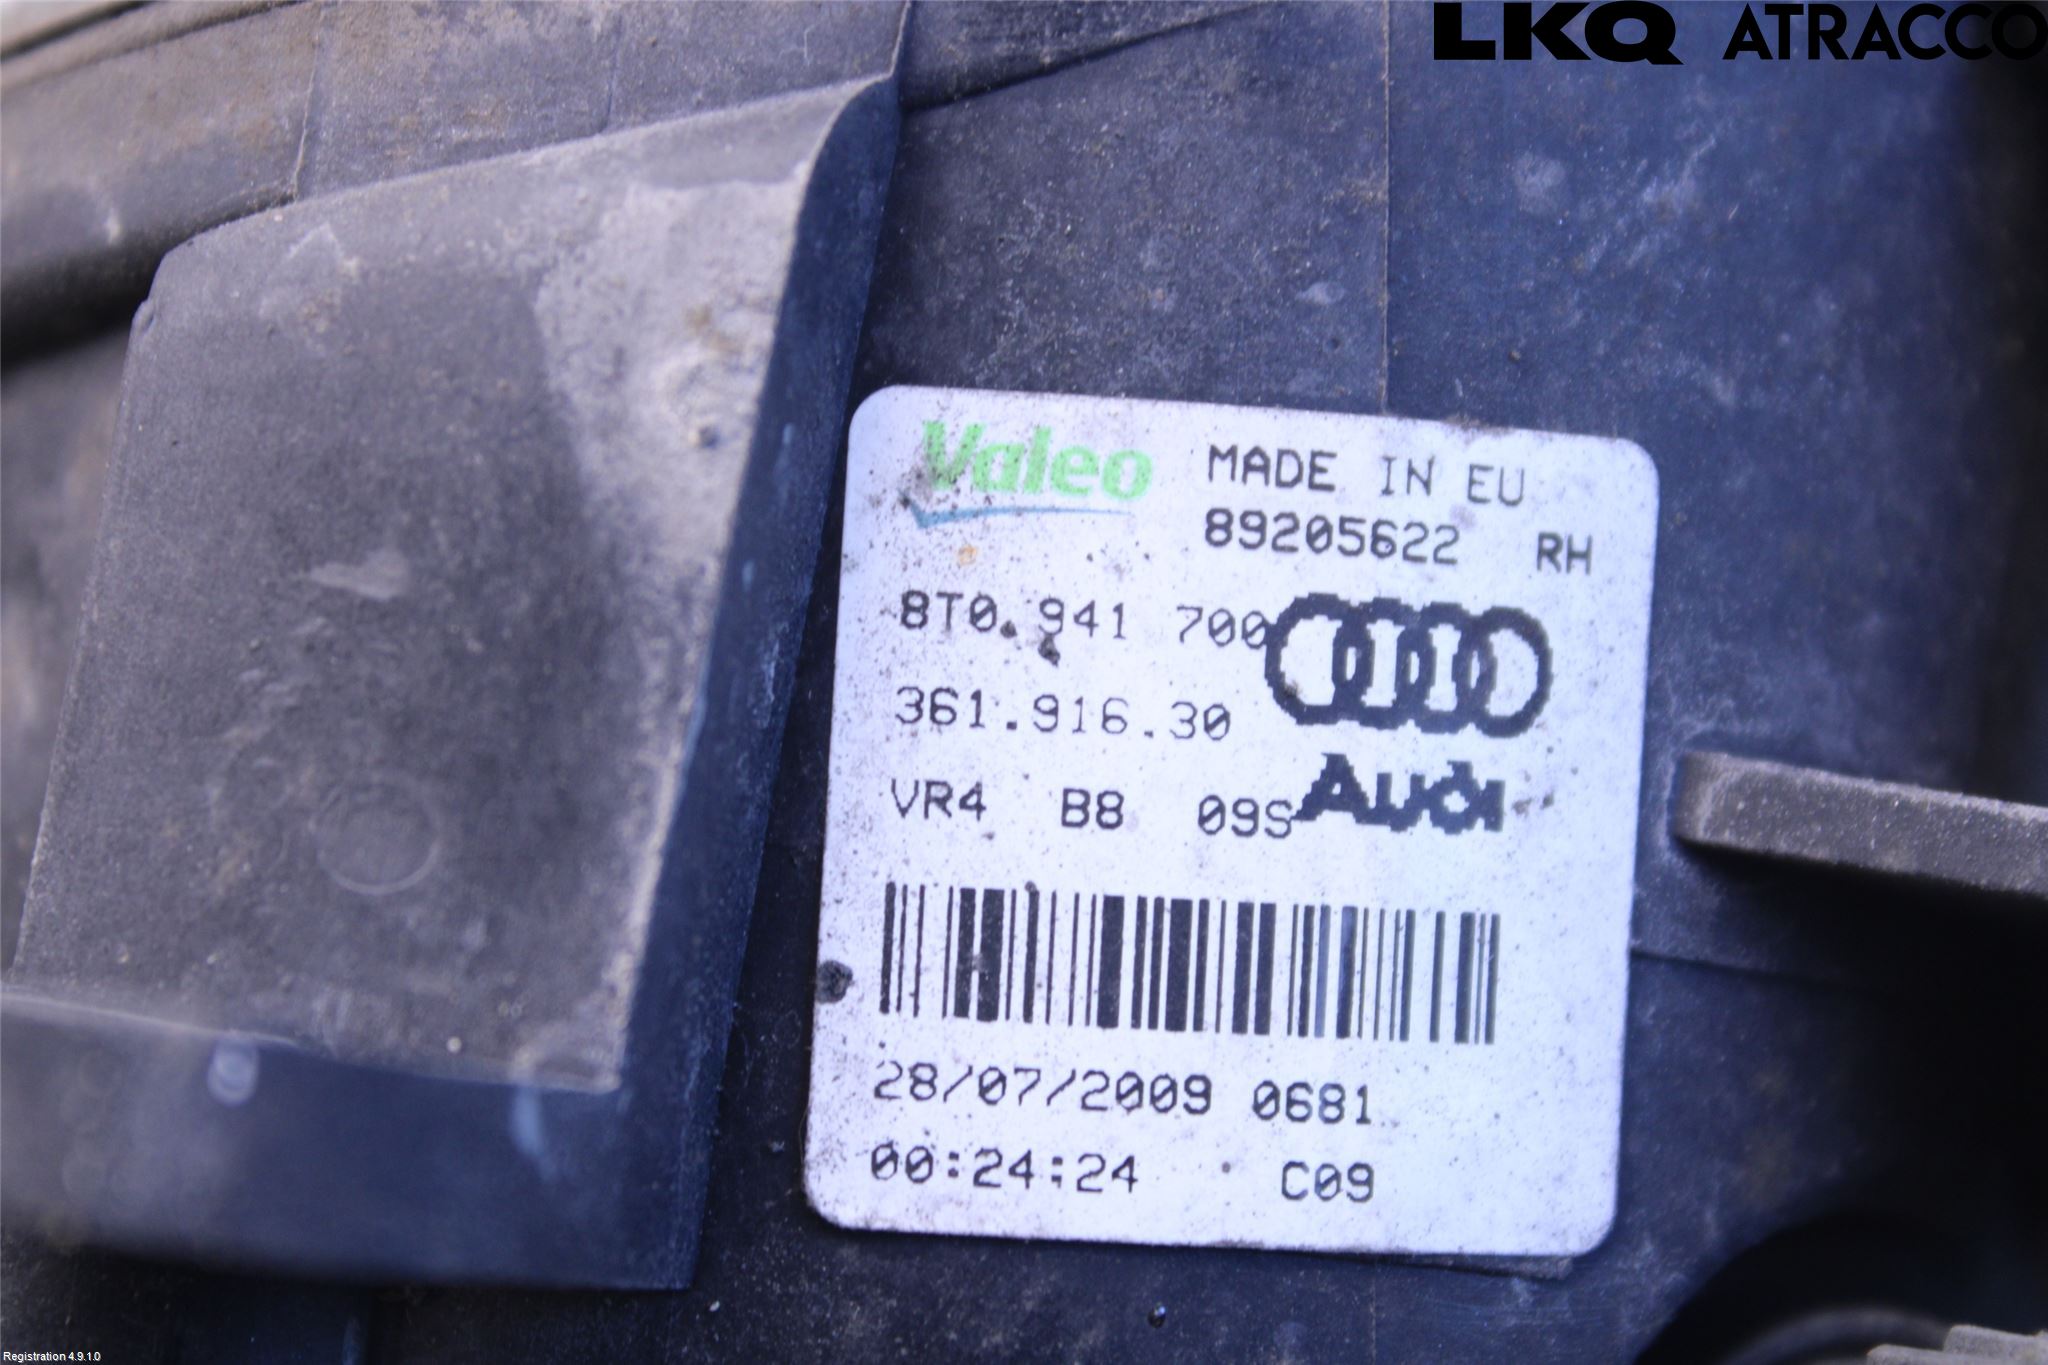 LKQ ATRACCO
Valeo MADE IN EU
89205622 RH
8T0.941 700
361.916.30
VR4 B8 09S
Audi
28/07/2009 0681
00:24:24 C09
Registration 4.9.1.0